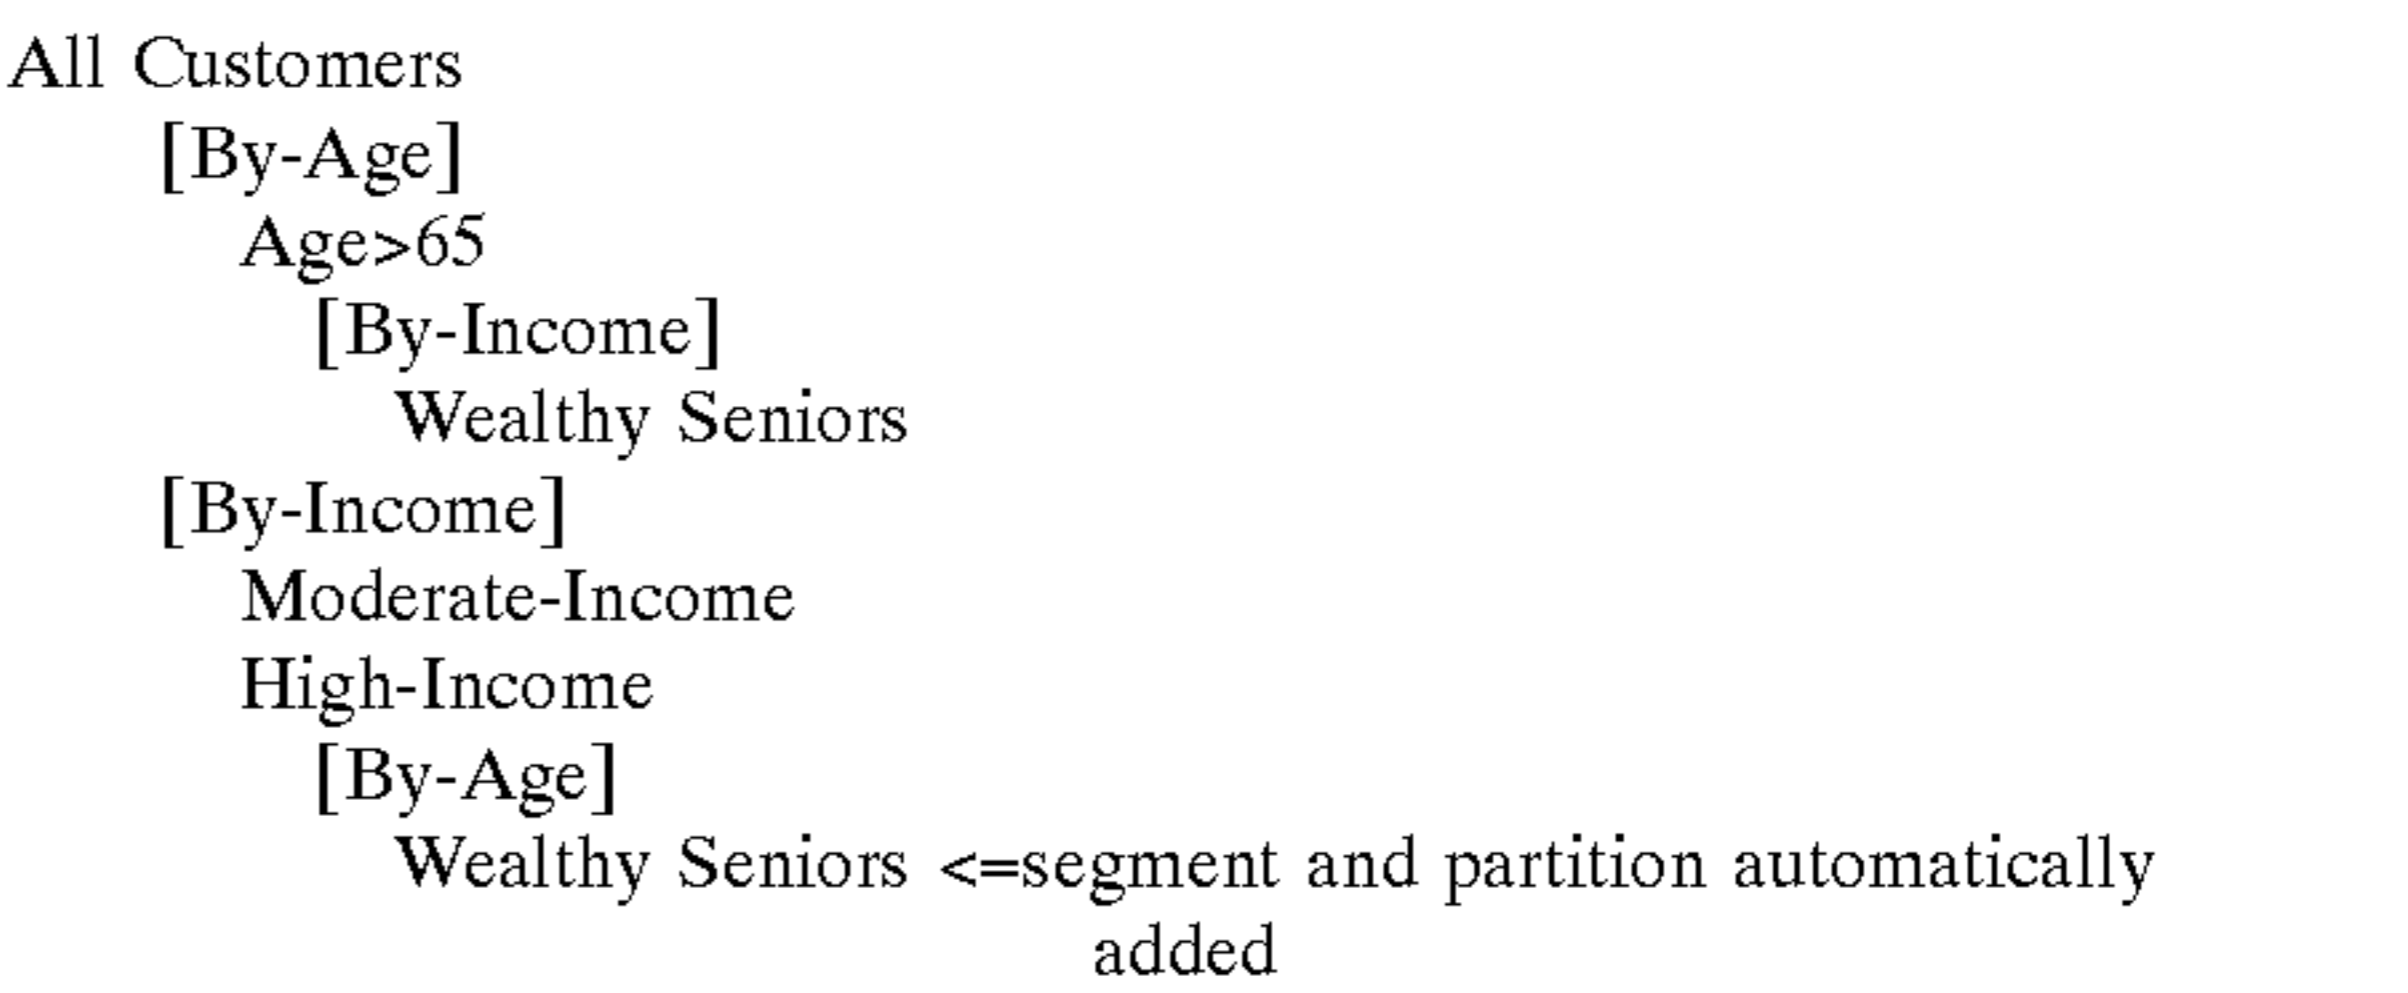 All Customers
[By-Age]
Age>65
[By-Income]
Wealthy Seniors
[By-Income]
Moderate-Income
High-Income
[By-Age]
Wealthy Seniors <=segment and partition automatically
added